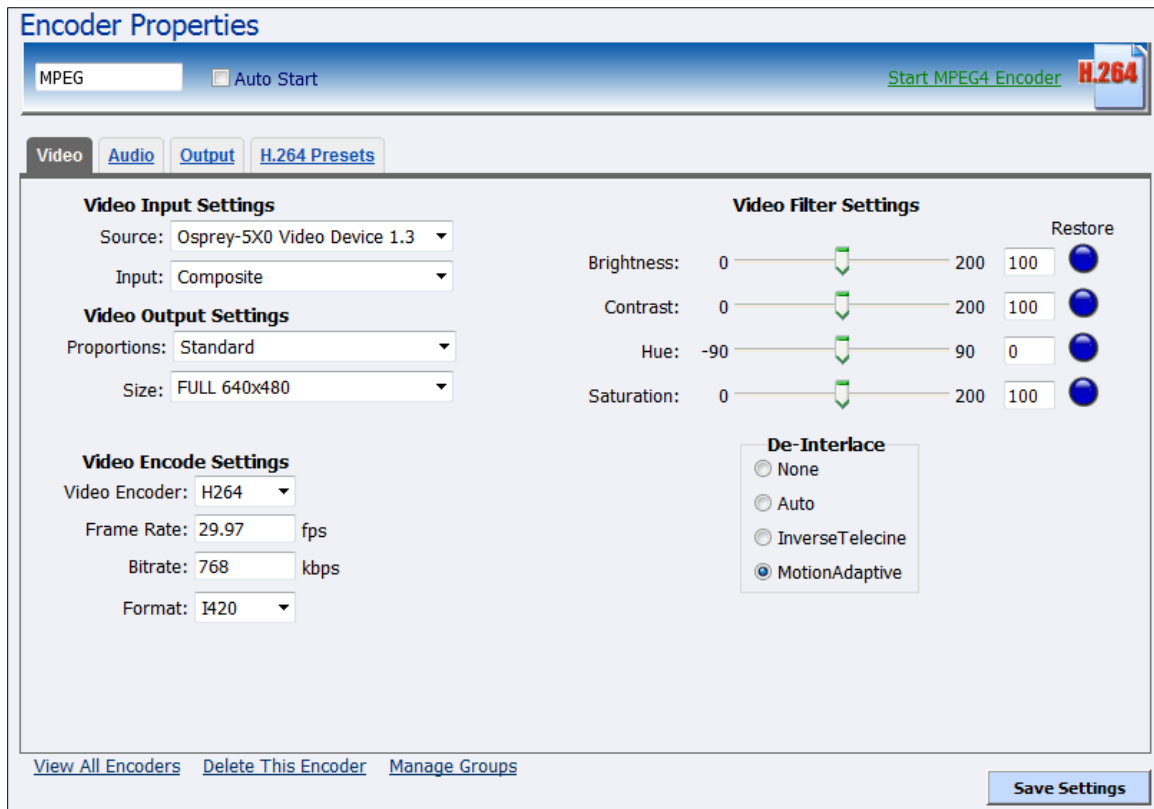 Encoder Properties
MPEG Auto Start Start MPEG4 Encoder H.264
Video Audio Output H.264 Presets
Video Input Settings
Source: Osprey-5X0 Video Device 1.3
Input: Composite
Video Output Settings
Proportions: Standard
Size: FULL 640x480
Video Encode Settings
Video Encoder: H264
Frame Rate: 29.97 fps
Bitrate: 768 kbps
Format: I420
Video Filter Settings
Restore
Brightness: 0 200 100
Contrast: 0 200 100
Hue: -90 90 0
Saturation: 0 200 100
De-Interlace
None
Auto
InverseTelecine
MotionAdaptive
View All Encoders Delete This Encoder Manage Groups
Save Settings